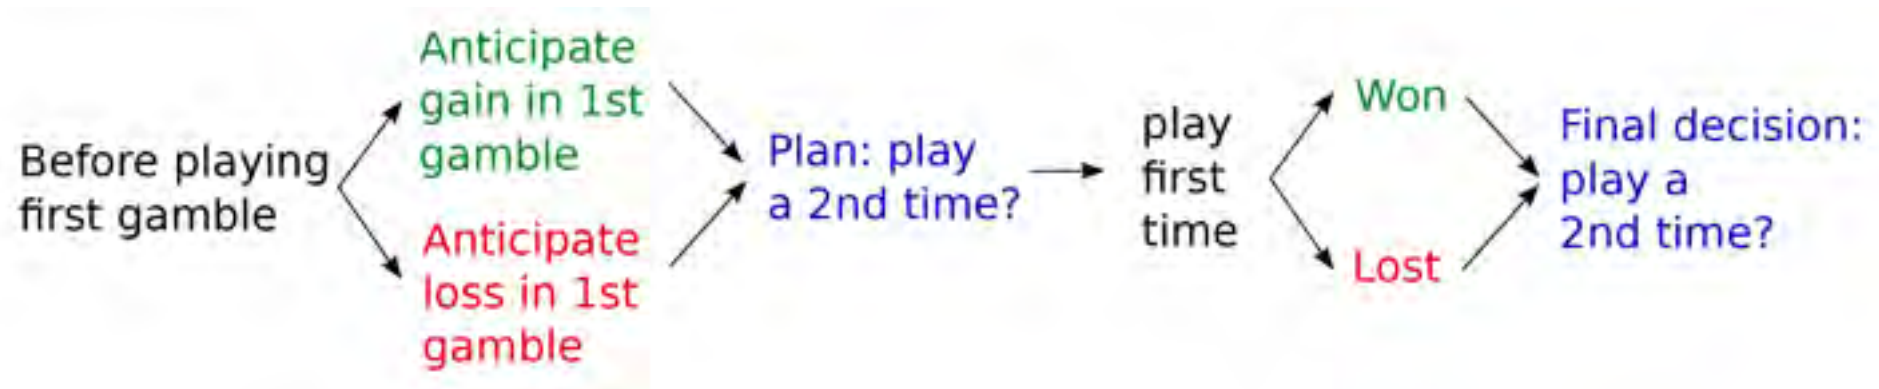 Before playing
first gamble
Anticipate
gain in 1st
gamble
Anticipate
loss in 1st
gamble
Plan: play
a 2nd time?
play
first
time
Won
Lost
Final decision:
play a
2nd time?